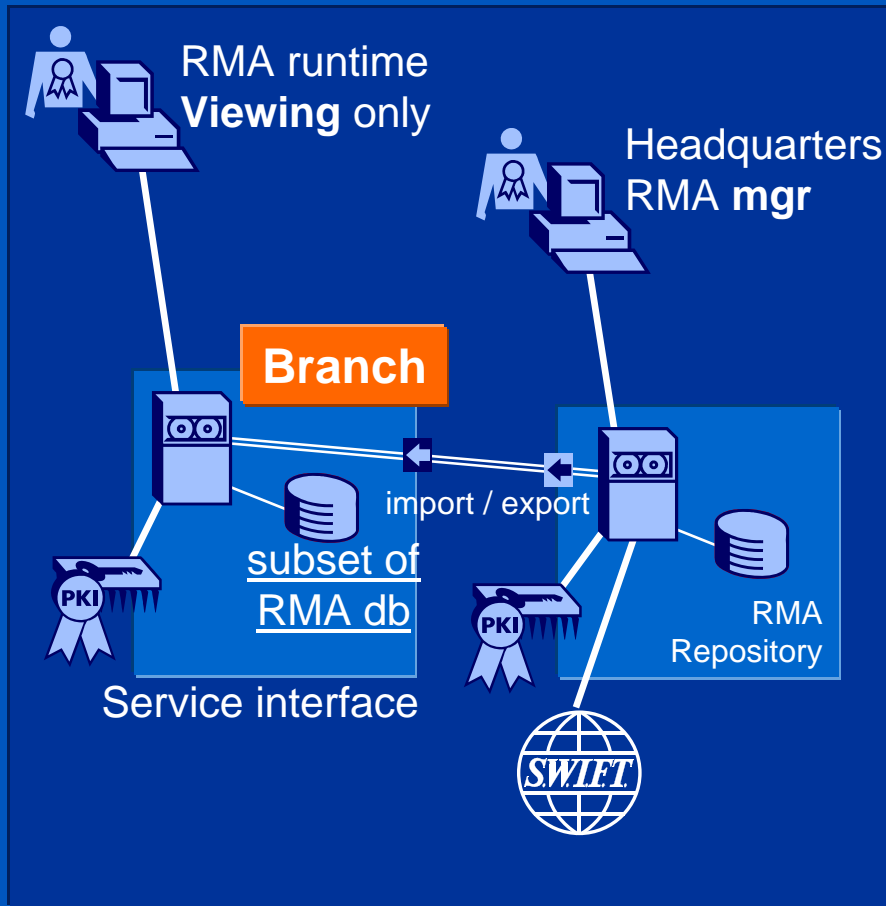 RMA runtime
Viewing only
Headquarters
RMA mgr
Branch
import / export
subset of
RMA db
PKI
PKI
RMA
Repository
Service interface
S.W.I.F.T.